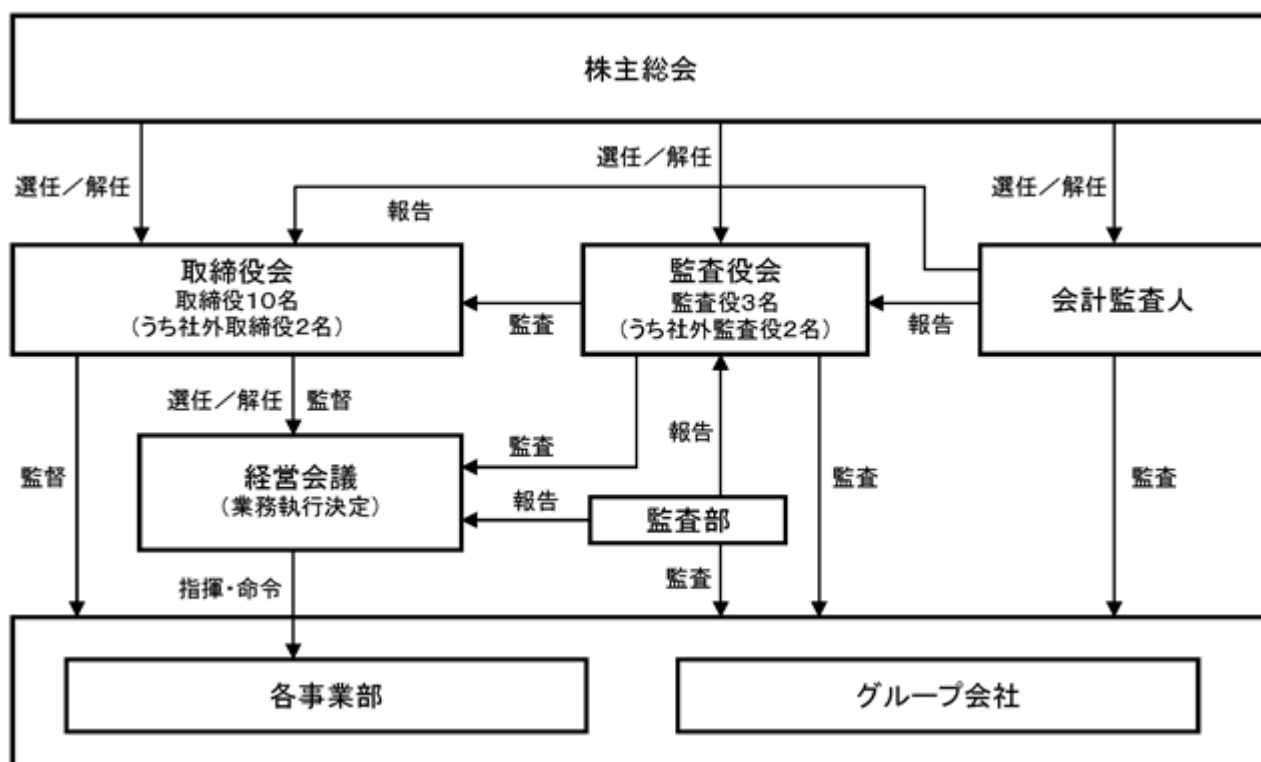 株主総会
選任／解任
選任／解任
選任／解任
報告
取締役会
取締役10名
(うち社外取締役2名)
監査
監査役会
監査役3名
(うち社外監査役2名)
報告
会計監査人
選任／解任
監督
監督
経営会議
(業務執行決定)
監査
報告
報告
監査部
監査
監査
監査
指揮・命令
各事業部
グループ会社